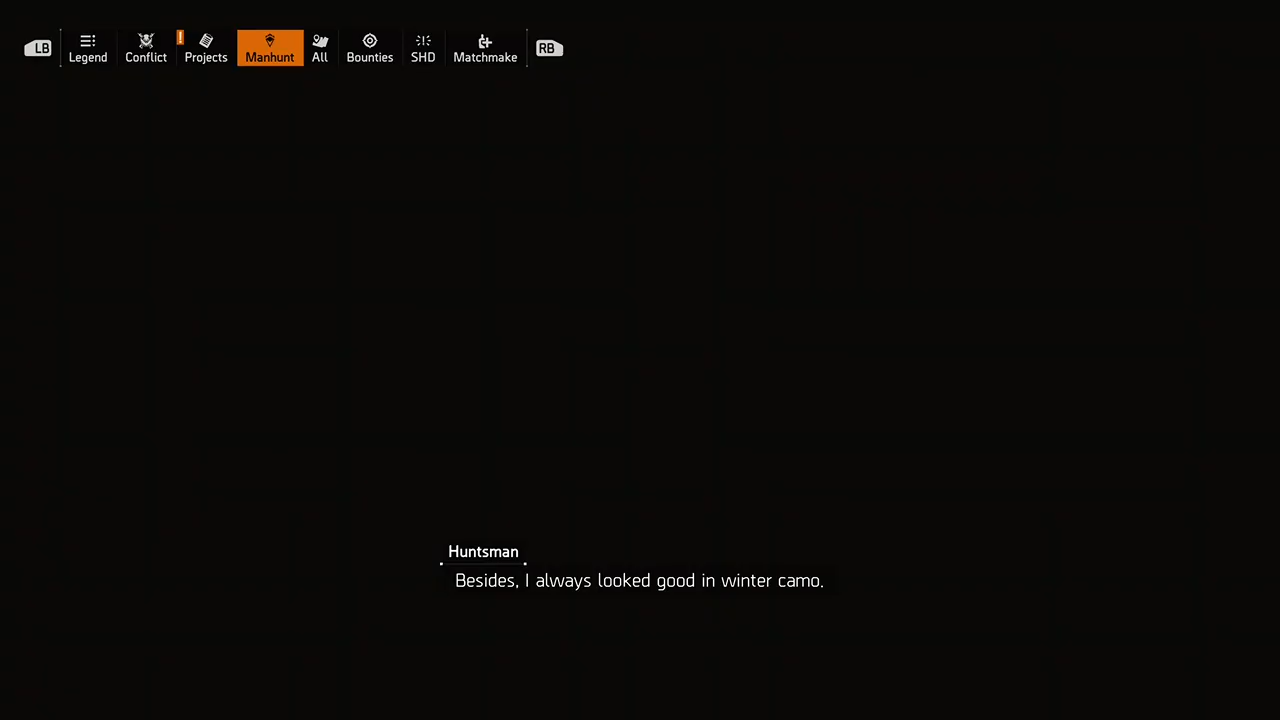 LB Legend Conflict ! Projects Manhunt All Bounties SHD Matchmake RB
Huntsman
Besides, I always looked good in winter camo.